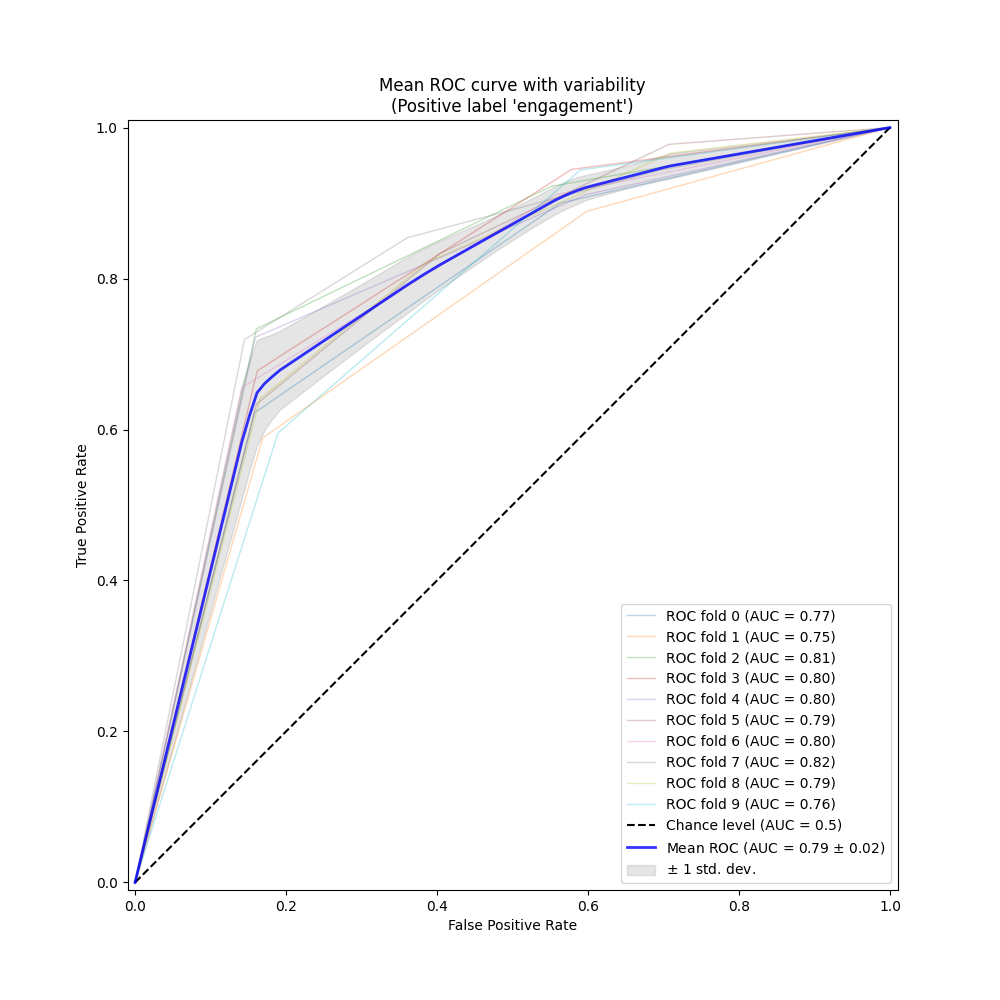 Mean ROC curve with variability
(Positive label 'engagement')
True Positive Rate
1.0
0.8
0.6
0.4
0.2
0.0
0.0 0.2 0.4 0.6 0.8 1.0
False Positive Rate
ROC fold 0 (AUC = 0.77)
ROC fold 1 (AUC = 0.75)
ROC fold 2 (AUC = 0.81)
ROC fold 3 (AUC = 0.80)
ROC fold 4 (AUC = 0.80)
ROC fold 5 (AUC = 0.79)
ROC fold 6 (AUC = 0.80)
ROC fold 7 (AUC = 0.82)
ROC fold 8 (AUC = 0.79)
ROC fold 9 (AUC = 0.76)
Chance level (AUC = 0.5)
Mean ROC (AUC = 0.79 ± 0.02)
± 1 std. dev.